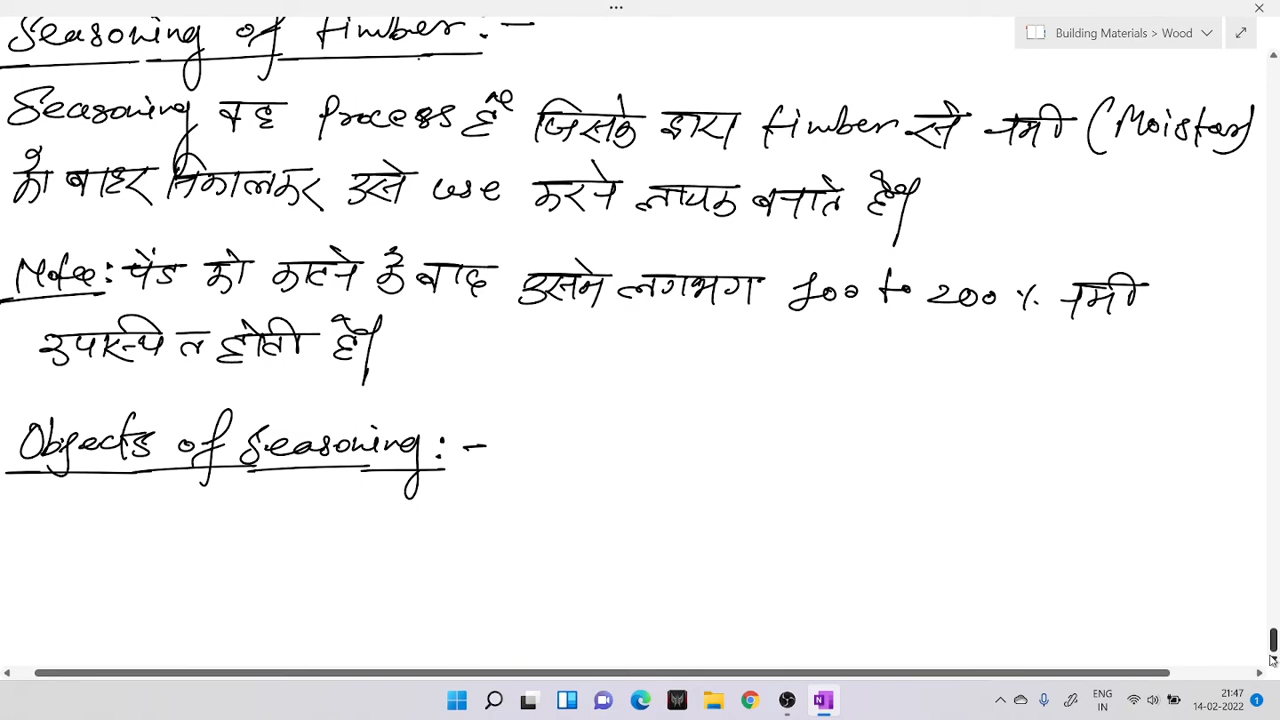 Building Materials > Wood
Seasoning of timber:-
Seasoning वह process है जिसके द्वारा timber से नमी (Moistar)
को बाहर निकालकर उसे use करने लायक बनाते है।
Note: पेंड को काटने के बाद उसमे लगभग 100 to 200 % नमी
उपस्थित होती है।
Objects of Seasoning:-
ENG
IN
21:47
14-02-2022
1